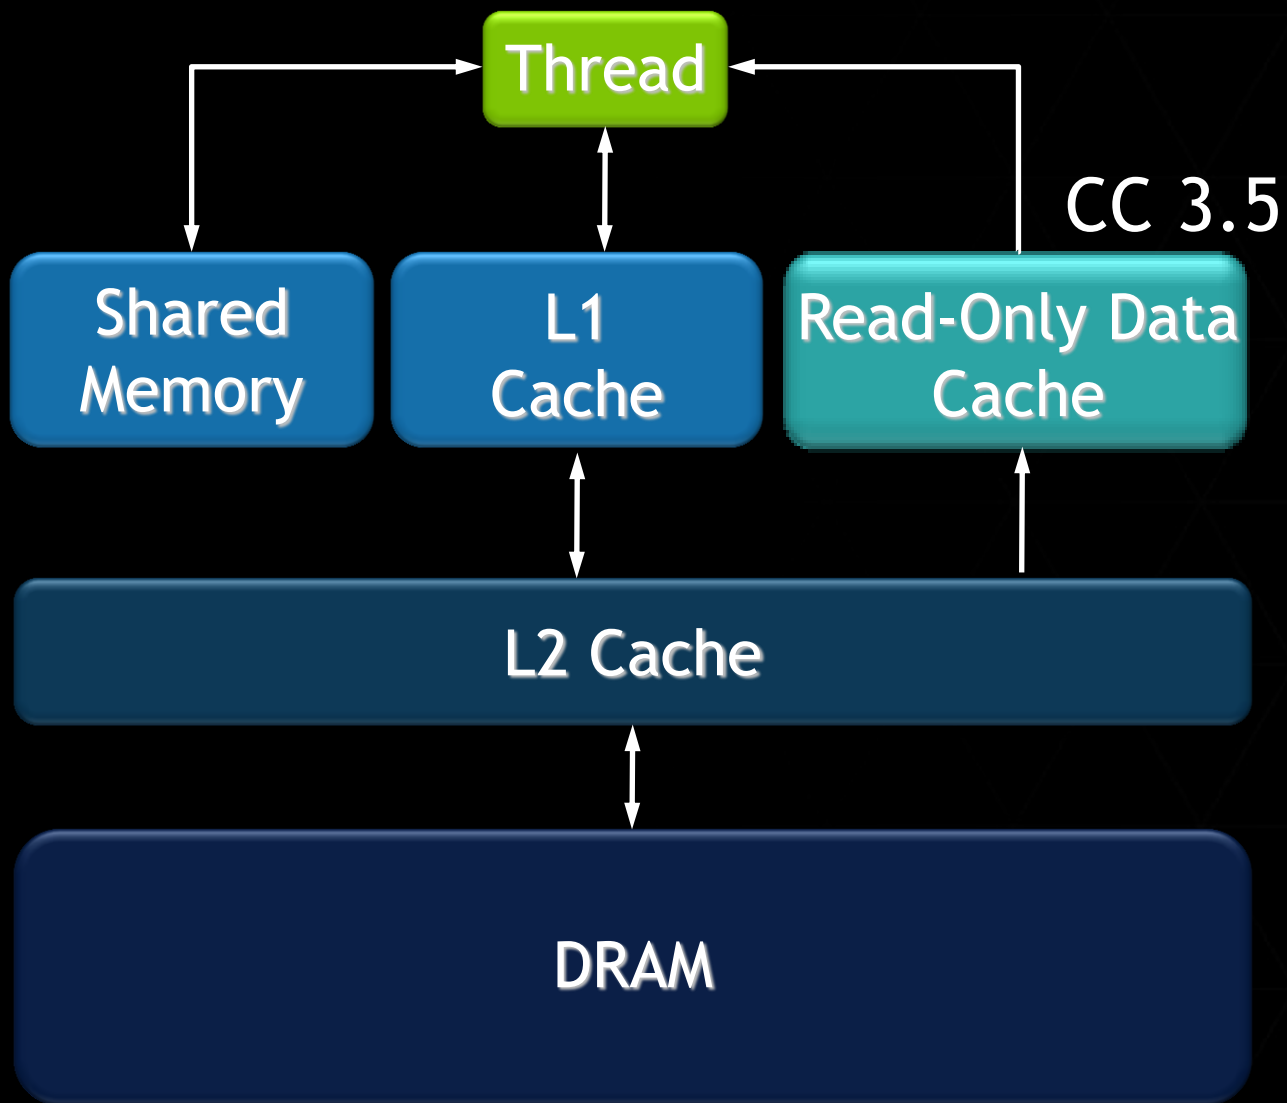 Thread
CC 3.5
Shared
Memory
L1
Cache
Read-Only Data
Cache
L2 Cache
DRAM